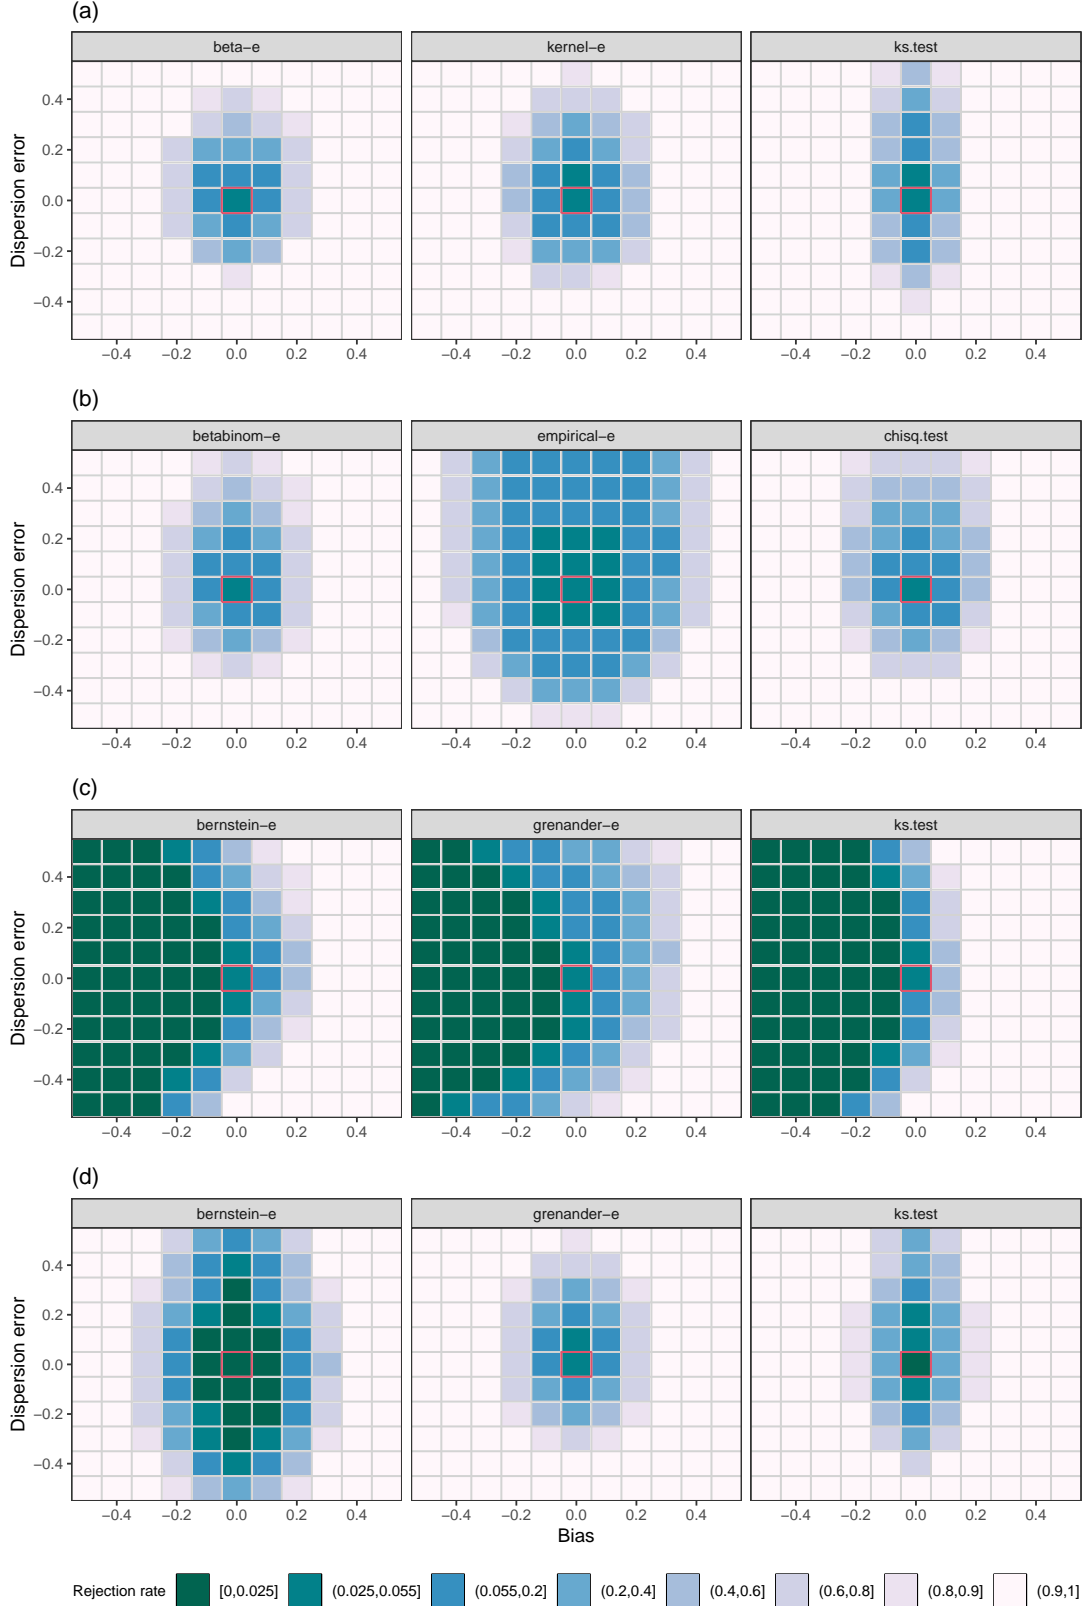 (a)
beta−e kernel−e ks.test
0.4
0.2
0.0
−0.2
−0.4
Dispersion error
−0.4 −0.2 0.0 0.2 0.4 −0.4 −0.2 0.0 0.2 0.4 −0.4 −0.2 0.0 0.2 0.4
(b)
betabinom−e empirical−e chisq.test
0.4
0.2
0.0
−0.2
−0.4
Dispersion error
−0.4 −0.2 0.0 0.2 0.4 −0.4 −0.2 0.0 0.2 0.4 −0.4 −0.2 0.0 0.2 0.4
(c)
bernstein−e grenander−e ks.test
0.4
0.2
0.0
−0.2
−0.4
Dispersion error
−0.4 −0.2 0.0 0.2 0.4 −0.4 −0.2 0.0 0.2 0.4 −0.4 −0.2 0.0 0.2 0.4
(d)
bernstein−e grenander−e ks.test
0.4
0.2
0.0
−0.2
−0.4
Dispersion error
−0.4 −0.2 0.0 0.2 0.4 −0.4 −0.2 0.0 0.2 0.4 −0.4 −0.2 0.0 0.2 0.4
Bias
Rejection rate [0,0.025] (0.025,0.055] (0.055,0.2] (0.2,0.4] (0.4,0.6] (0.6,0.8] (0.8,0.9] (0.9,1]